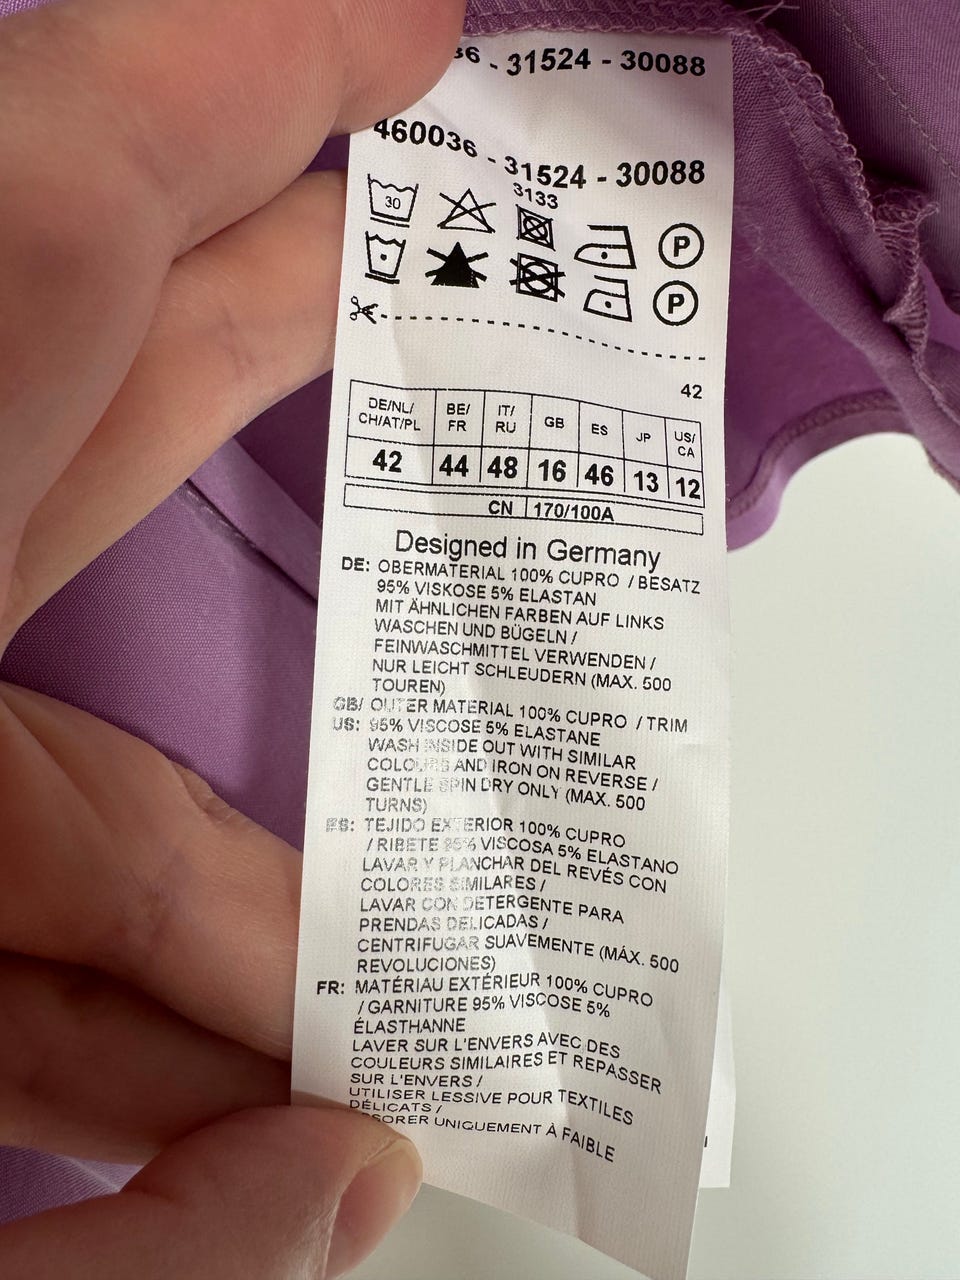 36 - 31524 - 30088
460036 - 31524 - 30088
3133
30
P
P
42
DE/NL/ CH/AT/PL BE/ FR IT/ RU GB ES JP US/ CA
42 44 48 16 46 13 12
CN 170/100A
Designed in Germany
DE: OBERMATERIAL 100% CUPRO / BESATZ
95% VISKOSE 5% ELASTAN
MIT ÄHNLICHEN FARBEN AUF LINKS
WASCHEN UND BÜGELN /
FEINWASCHMITTEL VERWENDEN /
NUR LEICHT SCHLEUDERN (MAX. 500
TOUREN)
GB/ OUTER MATERIAL 100% CUPRO / TRIM
US: 95% VISCOSE 5% ELASTANE
WASH INSIDE OUT WITH SIMILAR
COLOURS AND IRON ON REVERSE /
GENTLE SPIN DRY ONLY (MAX. 500
TURNS)
ES: TEJIDO EXTERIOR 100% CUPRO
/ RIBETE 95% VISCOSA 5% ELASTANO
LAVAR Y PLANCHAR DEL REVÉS CON
COLORES SIMILARES /
LAVAR CON DETERGENTE PARA
PRENDAS DELICADAS /
CENTRIFUGAR SUAVEMENTE (MÁX. 500
REVOLUCIONES)
FR: MATÉRIAU EXTÉRIEUR 100% CUPRO
/ GARNITURE 95% VISCOSE 5%
ÉLASTHANNE
LAVER SUR L'ENVERS AVEC DES
COULEURS SIMILAIRES ET REPASSER
SUR L'ENVERS /
UTILISER LESSIVE POUR TEXTILES
DÉLICATS /
UNIQUEMENT À FAIBLE